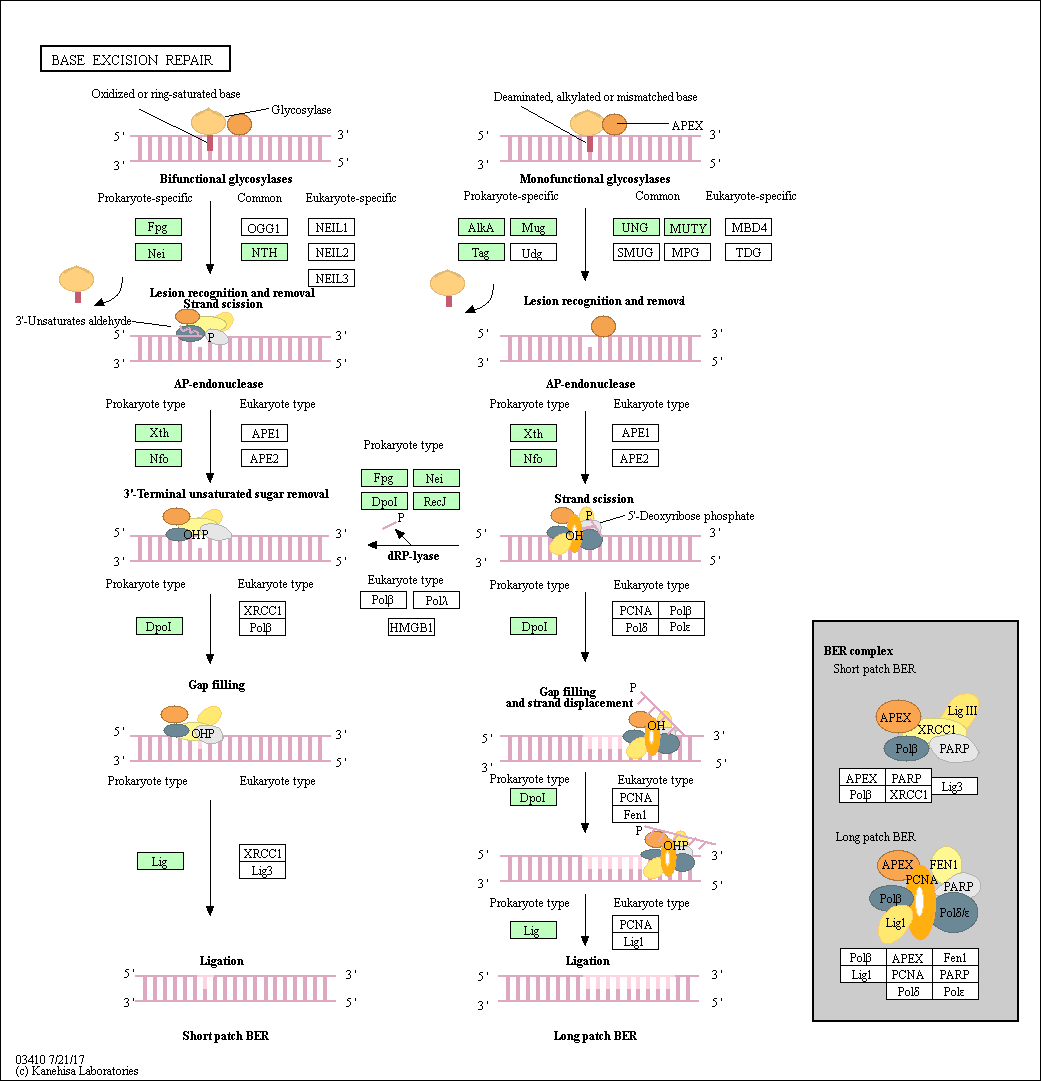 BASE EXCISION REPAIR
Oxidized or ring-saturated base
Glycosylase
5' 3'
3' 5'
Bifunctional glycosylases
Prokaryote-specific Common Eukaryote-specific
Fpg OGG1 NEIL1
Nei NTH NEIL2
NEIL3
Lesion recognition and removal
Strand scission
3'-Unsaturates aldehyde
P
5' 3'
3' 5'
AP-endonuclease
Prokaryote type Eukaryote type
Xth APE1
Nfo APE2
3'-Terminal unsaturated sugar removal
OHP
5' 3'
3' 5'
Prokaryote type Eukaryote type
XRCC1
DpoI Polβ
Gap filling
OHP
5' 3'
3' 5'
Prokaryote type Eukaryote type
Lig XRCC1
Lig3
Ligation
5' 3'
3' 5'
Short patch BER
Deaminated, alkylated or mismatched base
APEX
5' 3'
3' 5'
Monofunctional glycosylases
Prokaryote-specific Common Eukaryote-specific
AlkA Mug UNG MUTY MBD4
Tag Udg SMUG MPG TDG
Lesion recognition and removal
5' 3'
3' 5'
AP-endonuclease
Prokaryote type Eukaryote type
Xth APE1
Nfo APE2
Strand scission
P
5'-Deoxyribose phosphate
OH
5' 3'
3' 5'
Prokaryote type
Fpg Nei
DpoI RecJ
P
dRP-lyase
Eukaryote type
Polβ Polλ
HMGB1
Prokaryote type Eukaryote type
PCNA Polβ
DpoI Polδ Polε
Gap filling
and strand displacement
P
OH
5' 3'
3' 5'
Prokaryote type Eukaryote type
DpoI PCNA
Fen1
P
OHP
5' 3'
3' 5'
Prokaryote type Eukaryote type
Lig PCNA
Lig1
Ligation
5' 3'
3' 5'
Long patch BER
BER complex
Short patch BER
APEX
Lig III
XRCC1
Polβ PARP
APEX PARP
Lig3
Polβ XRCC1
Long patch BER
APEX FEN1
PCNA
PARP
Polβ
Polδ/ε
Lig1
Polβ APEX Fen1
Lig1 PCNA PARP
Polδ Polε
03410 7/21/17
(c) Kanehisa Laboratories